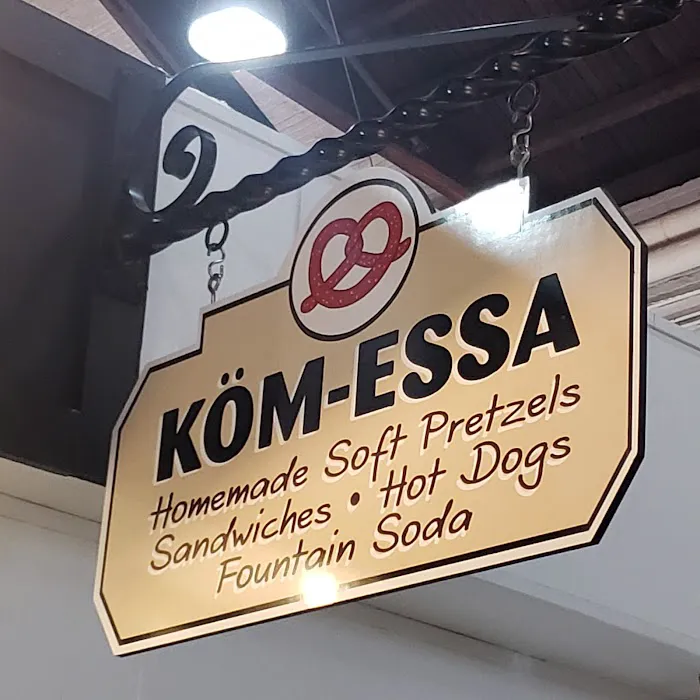 KÖM-ESSA
Homemade Soft Pretzels
Sandwiches • Hot Dogs
Fountain Soda